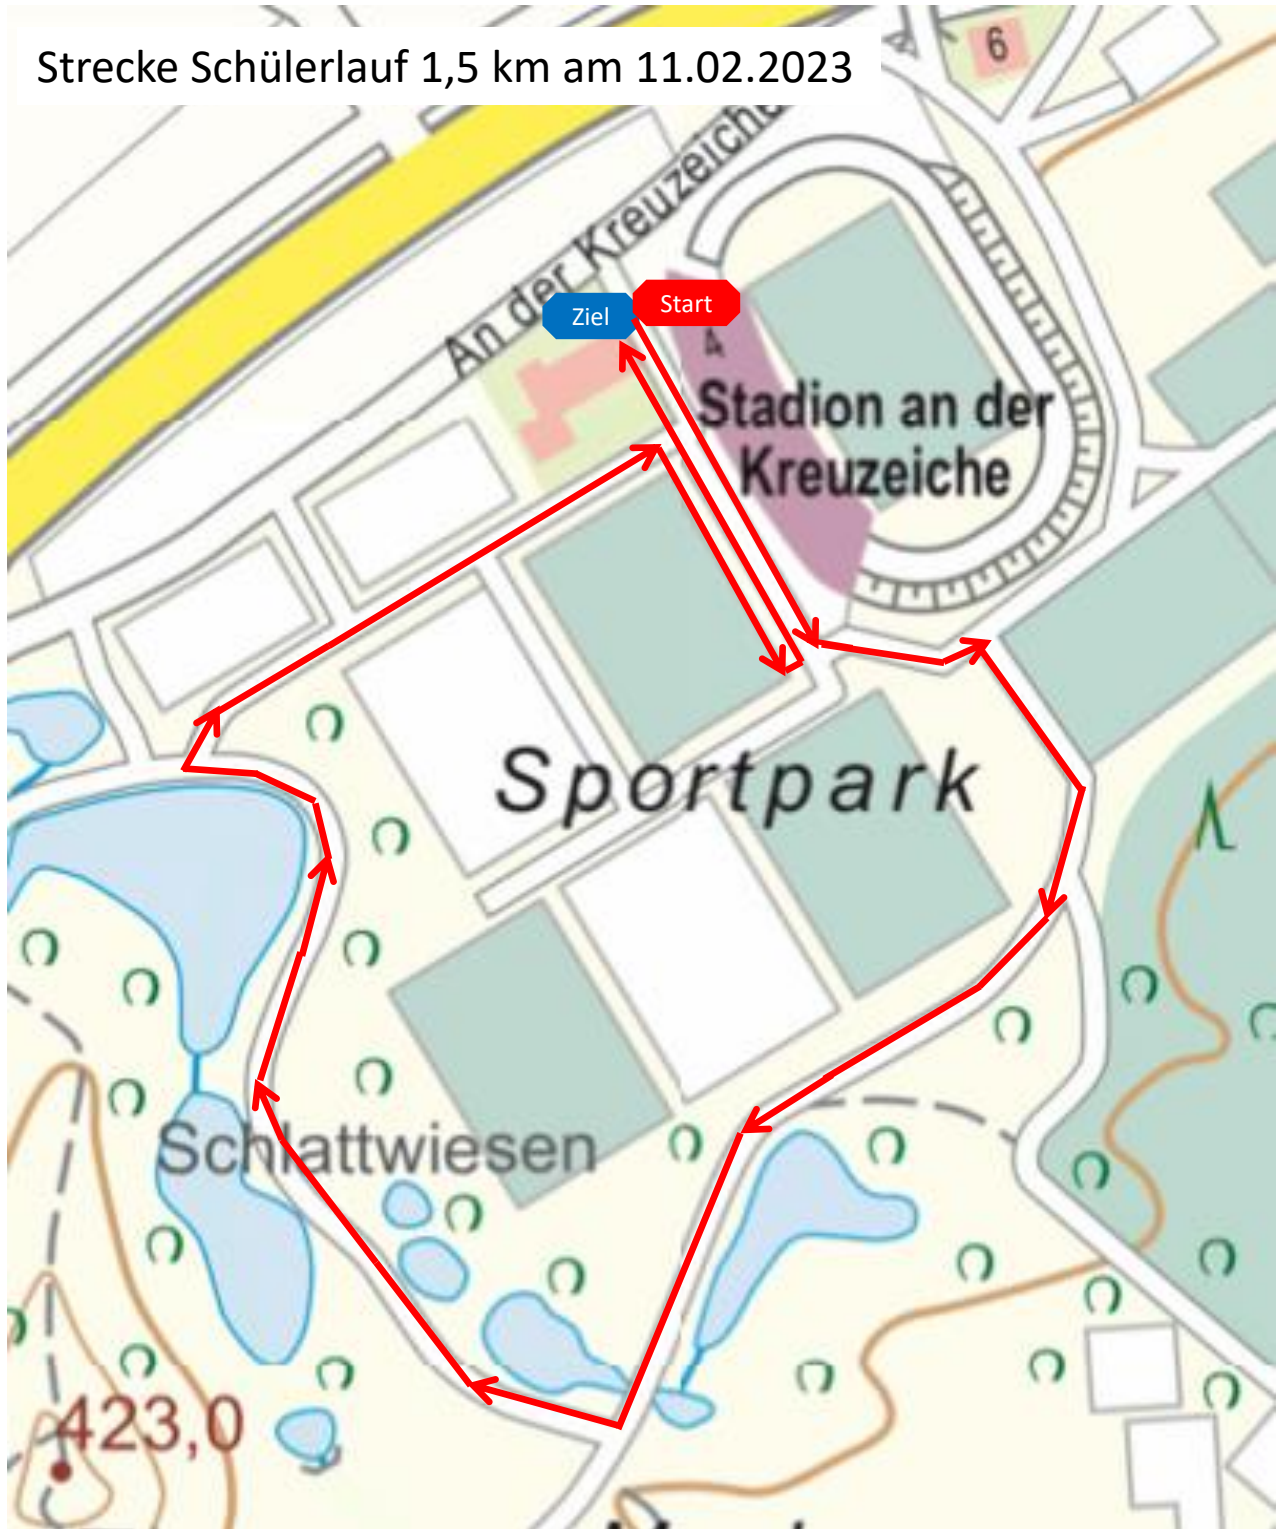 Strecke Schülerlauf 1,5 km am 11.02.2023
6
An der Kreuzeiche
Ziel
Start
4
Stadion an der
Kreuzeiche
Sportpark
Schlattwiesen
423,0